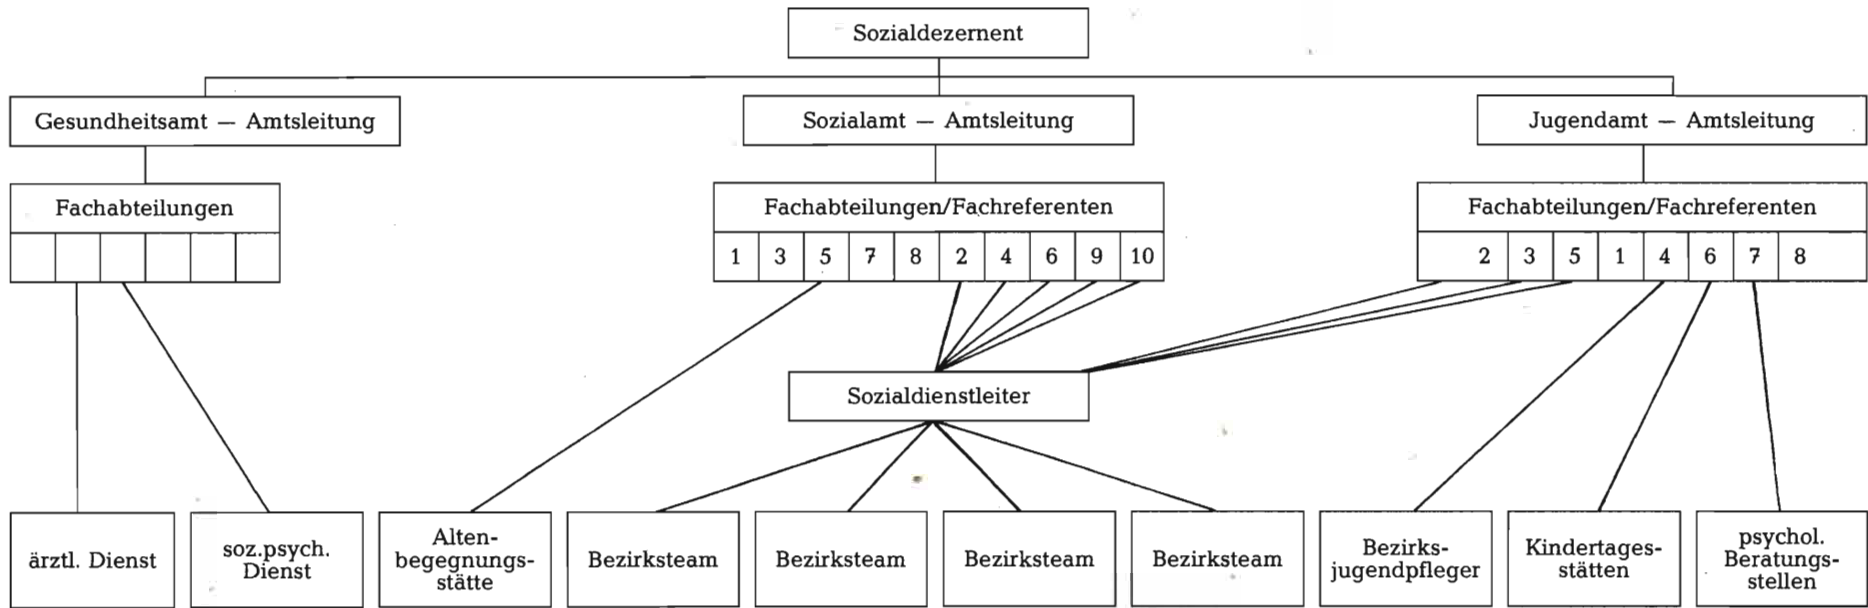 Sozialdezernent
Gesundheitsamt — Amtsleitung
Sozialamt — Amtsleitung
Jugendamt — Amtsleitung
Fachabteilungen
Fachabteilungen/Fachreferenten
1 3 5 7 8 2 4 6 9 10
Fachabteilungen/Fachreferenten
2 3 5 1 4 6 7 8
Sozialdienstleiter
ärztl. Dienst
soz.psych.
Dienst
Alten-
begegnungs-
stätte
Bezirksteam
Bezirksteam
Bezirksteam
Bezirksteam
Bezirks-
jugendpfleger
Kindertages-
stätten
psychol.
Beratungs-
stellen